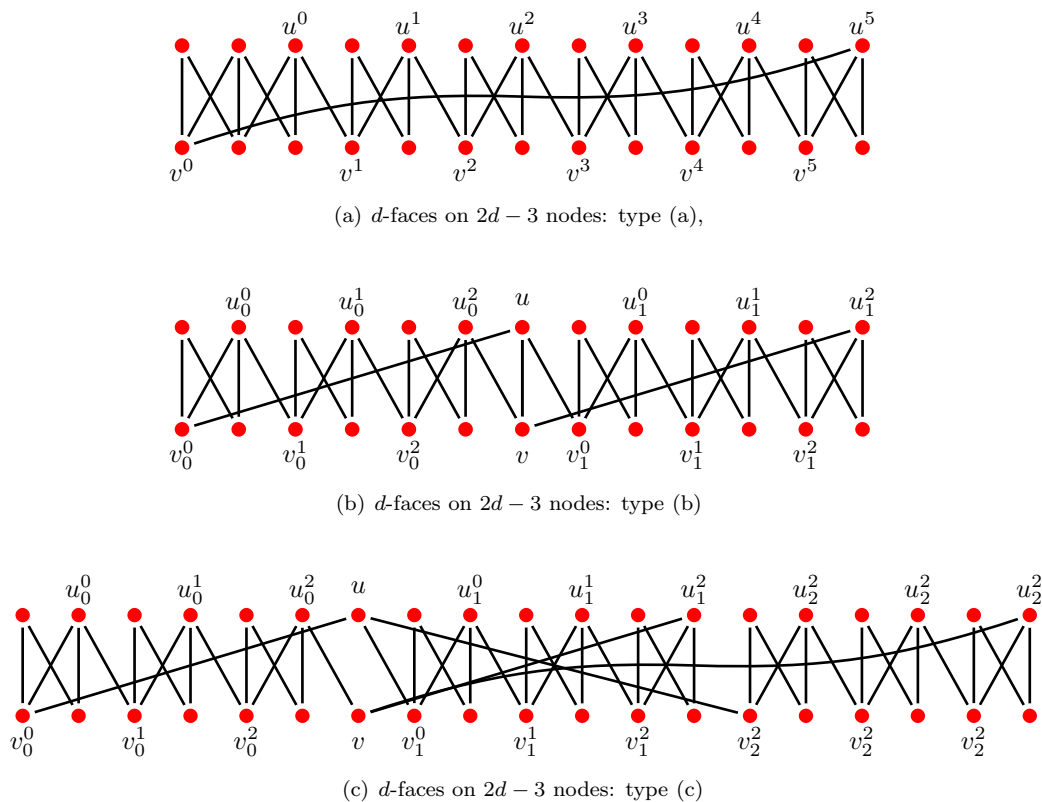 u^0 u^1 u^2 u^3 u^4 u^5
v^0 v^1 v^2 v^3 v^4 v^5
(a) d-faces on 2d − 3 nodes: type (a),
u_0^0 u_0^1 u_0^2 u u_1^0 u_1^1 u_1^2
v_0^0 v_0^1 v_0^2 v v_1^0 v_1^1 v_1^2
(b) d-faces on 2d − 3 nodes: type (b)
u_0^0 u_0^1 u_0^2 u u_1^0 u_1^1 u_1^2 u_2^2 u_2^2 u_2^2
v_0^0 v_0^1 v_0^2 v v_1^0 v_1^1 v_1^2 v_2^2 v_2^2 v_2^2
(c) d-faces on 2d − 3 nodes: type (c)